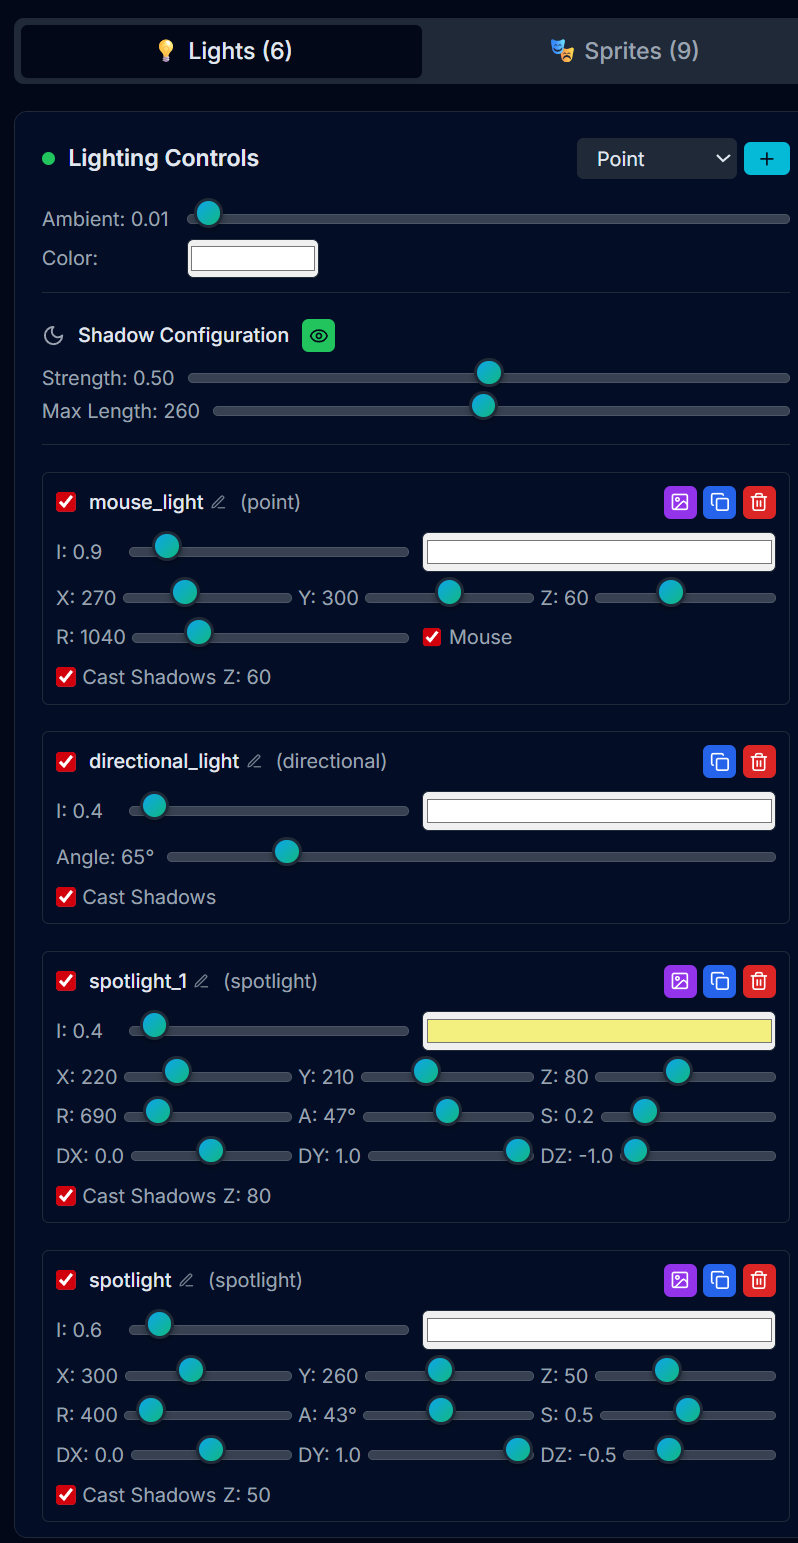 💡 Lights (6)
🎭 Sprites (9)
Lighting Controls
Point
+
Ambient: 0.01
Color:
Shadow Configuration
Strength: 0.50
Max Length: 260
mouse_light (point)
I: 0.9
X: 270 Y: 300 Z: 60
R: 1040 Mouse
Cast Shadows Z: 60
directional_light (directional)
I: 0.4
Angle: 65°
Cast Shadows
spotlight_1 (spotlight)
I: 0.4
X: 220 Y: 210 Z: 80
R: 690 A: 47° S: 0.2
DX: 0.0 DY: 1.0 DZ: -1.0
Cast Shadows Z: 80
spotlight (spotlight)
I: 0.6
X: 300 Y: 260 Z: 50
R: 400 A: 43° S: 0.5
DX: 0.0 DY: 1.0 DZ: -0.5
Cast Shadows Z: 50